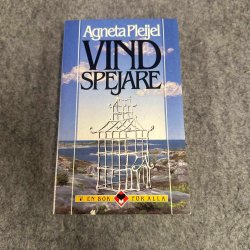 Agneta Pleijel
VIND
SPEJARE
EN BOK FÖR ALLA